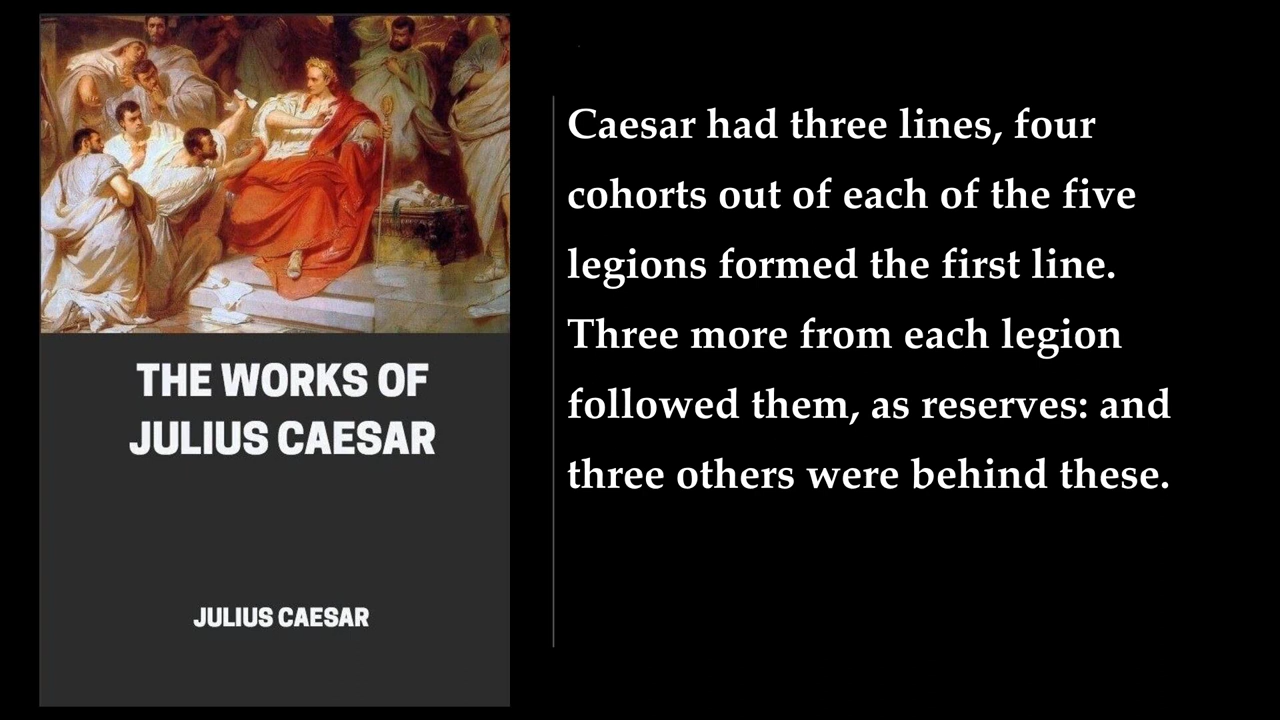 THE WORKS OF
JULIUS CAESAR
JULIUS CAESAR
Caesar had three lines, four
cohorts out of each of the five
legions formed the first line.
Three more from each legion
followed them, as reserves: and
three others were behind these.